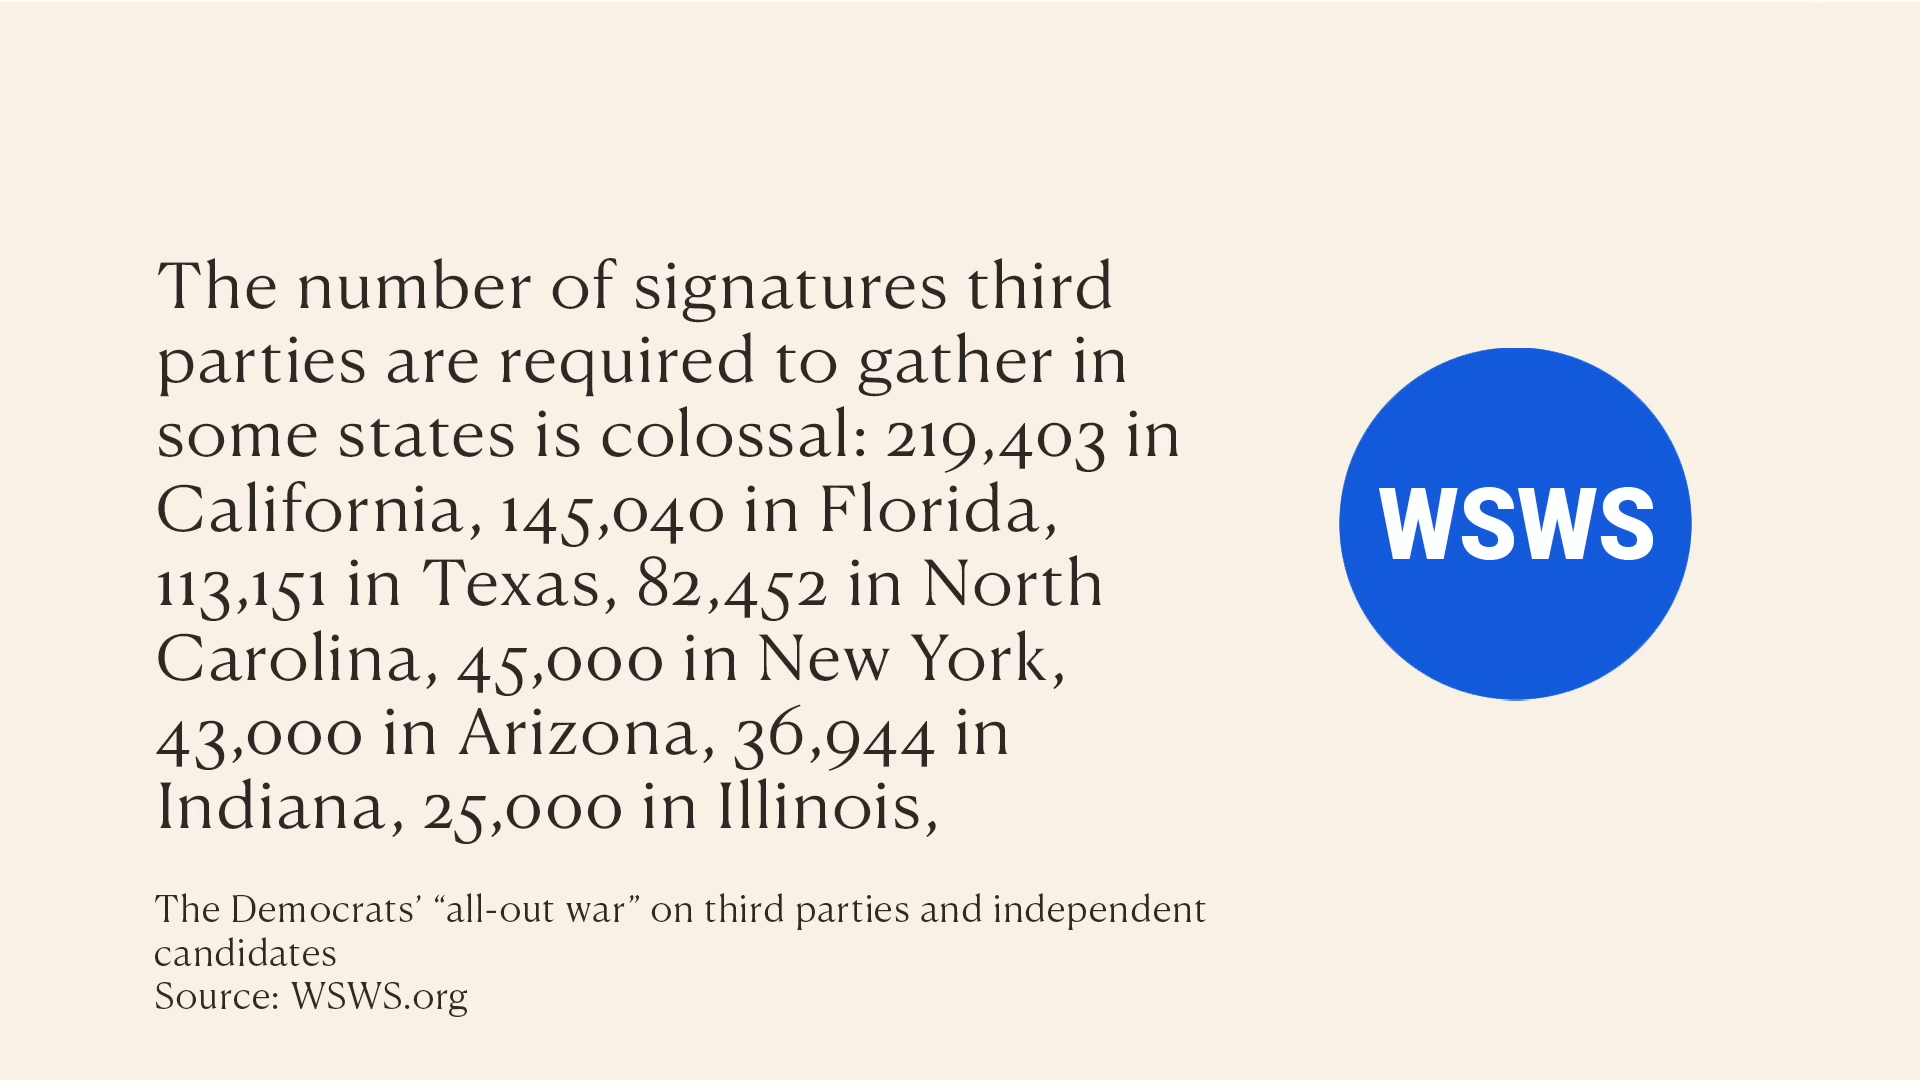 The number of signatures third
parties are required to gather in
some states is colossal: 219,403 in
California, 145,040 in Florida,
113,151 in Texas, 82,452 in North
Carolina, 45,000 in New York,
43,000 in Arizona, 36,944 in
Indiana, 25,000 in Illinois,
WSWS
The Democrats’ “all-out war” on third parties and independent
candidates
Source: WSWS.org